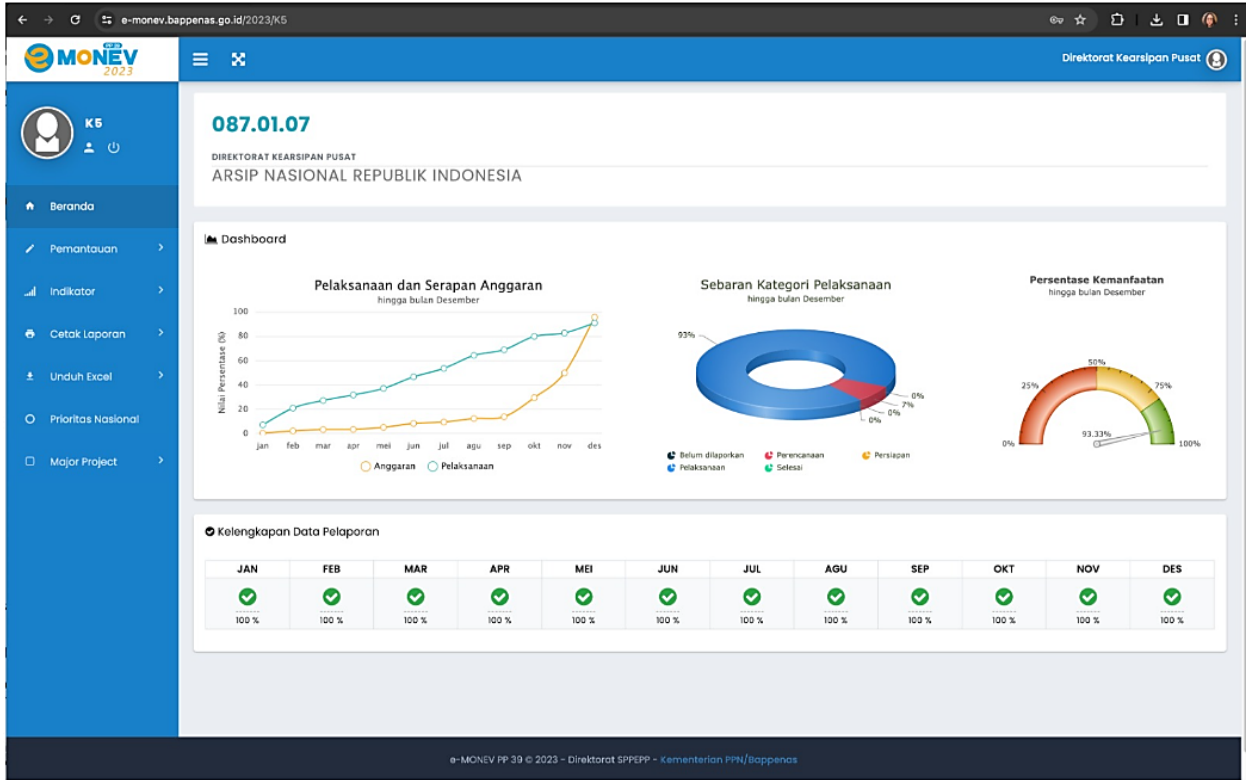 e-monev.bappenas.go.id/2023/K5
e MONEV
PP 39
2023
Direktorat Kearsipan Pusat
K5
Beranda
Pemantauan
Indikator
Cetak Laporan
Unduh Excel
Prioritas Nasional
Major Project
087.01.07
DIREKTORAT KEARSIPAN PUSAT
ARSIP NASIONAL REPUBLIK INDONESIA
Dashboard
Pelaksanaan dan Serapan Anggaran
hingga bulan Desember
Nilai Persentase (%)
100
80
60
40
20
0
jan feb mar apr mei jun jul agu sep okt nov des
Anggaran Pelaksanaan
Sebaran Kategori Pelaksanaan
hingga bulan Desember
93%
0%
7%
0%
0%
Belum dilaporkan Perencanaan Persiapan
Pelaksanaan Selesai
Persentase Kemanfaatan
hingga bulan Desember
50%
25% 75%
93.33%
0% 100%
Kelengkapan Data Pelaporan
JAN FEB MAR APR MEI JUN JUL AGU SEP OKT NOV DES
100 % 100 % 100 % 100 % 100 % 100 % 100 % 100 % 100 % 100 % 100 % 100 %
e-MONEV PP 39 © 2023 - Direktorat SPPEPP - Kementerian PPN/Bappenas